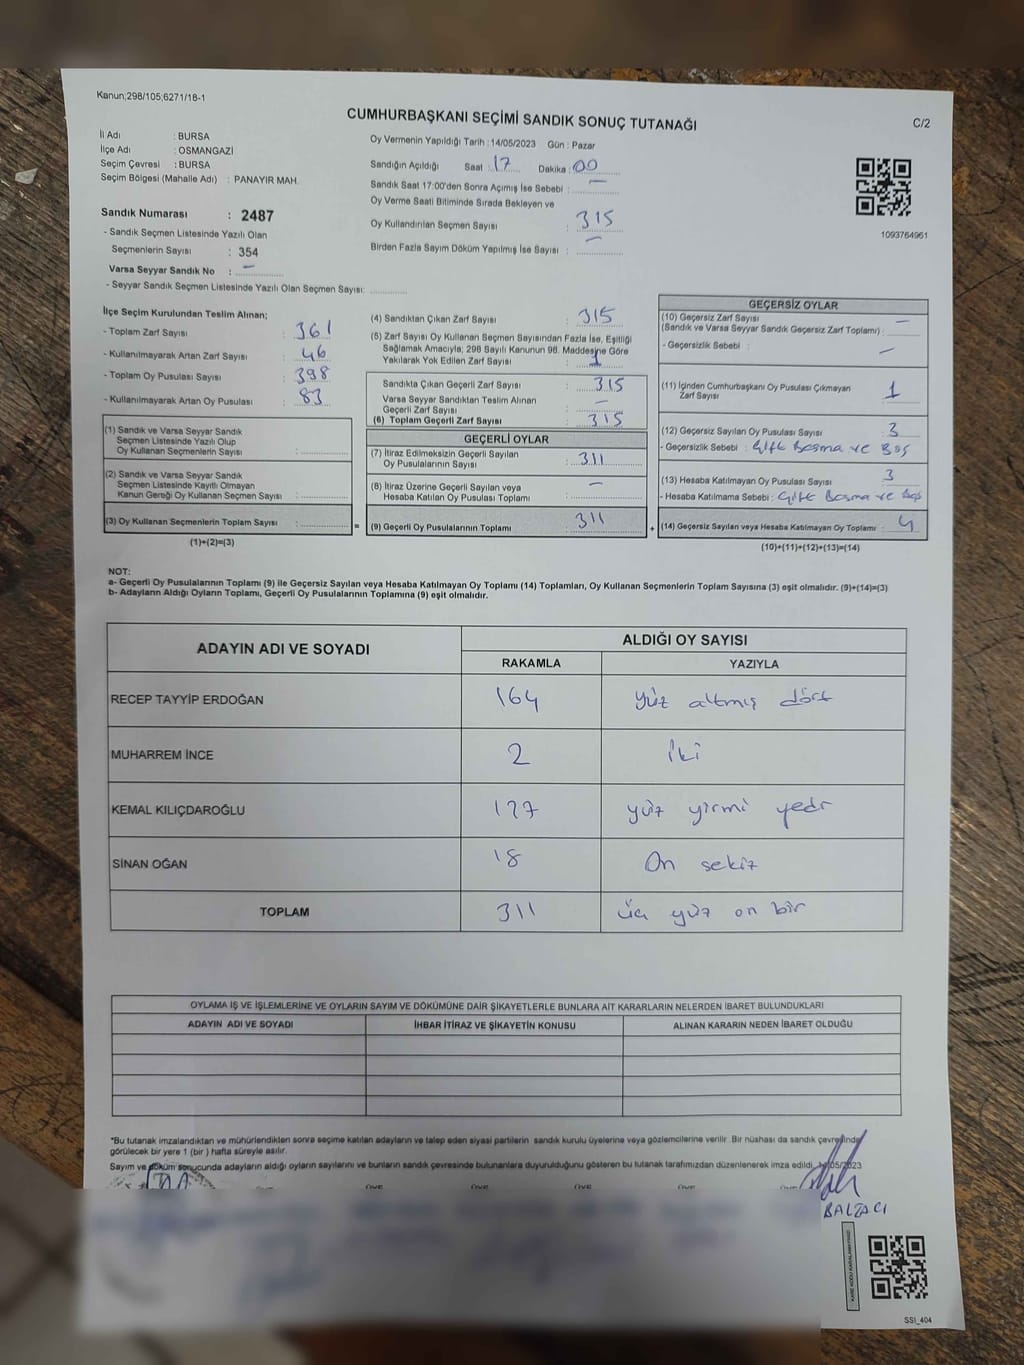 Kanun;298/105;6271/18-1
CUMHURBAŞKANI SEÇİMİ SANDIK SONUÇ TUTANAĞI
C/2
İl Adı : BURSA
İlçe Adı : OSMANGAZİ
Seçim Çevresi : BURSA
Seçim Bölgesi (Mahalle Adı) : PANAYIR MAH.
Sandık Numarası : 2487
- Sandık Seçmen Listesinde Yazılı Olan
Seçmenlerin Sayısı : 354
Varsa Seyyar Sandık No : –
- Seyyar Sandık Seçmen Listesinde Yazılı Olan Seçmen Sayısı:
Oy Vermenin Yapıldığı Tarih : 14/05/2023 Gün : Pazar
Sandığın Açıldığı Saat : 17 Dakika : 00
Sandık Saat 17:00'den Sonra Açımış İse Sebebi : –
Oy Verme Saati Bitiminde Sırada Bekleyen ve
Oy Kullandırılan Seçmen Sayısı : 315
Birden Fazla Sayım Döküm Yapılmış İse Sayısı : –
1093764961
İlçe Seçim Kurulundan Teslim Alınan;
- Toplam Zarf Sayısı : 361
- Kullanılmayarak Artan Zarf Sayısı : 46
- Toplam Oy Pusulası Sayısı : 398
- Kullanılmayarak Artan Oy Pusulası : 83
(1) Sandık ve Varsa Seyyar Sandık
Seçmen Listesinde Yazılı Olup
Oy Kullanan Seçmenlerin Sayısı :
(2) Sandık ve Varsa Seyyar Sandık
Seçmen Listesinde Kayıtlı Olmayan
Kanun Gereği Oy Kullanan Seçmen Sayısı :
(3) Oy Kullanan Seçmenlerin Toplam Sayısı : =
(1)+(2)=(3)
(4) Sandıktan Çıkan Zarf Sayısı : 315
(5) Zarf Sayısı Oy Kullanan Seçmen Sayısından Fazla İse, Eşitliği
Sağlamak Amacıyla; 298 Sayılı Kanunun 98. Maddesine Göre
Yakılarak Yok Edilen Zarf Sayısı : 1
Sandıkta Çıkan Geçerli Zarf Sayısı : 315
Varsa Seyyar Sandıktan Teslim Alınan
Geçerli Zarf Sayısı : –
(6) Toplam Geçerli Zarf Sayısı : 315
GEÇERLİ OYLAR
(7) İtiraz Edilmeksizin Geçerli Sayılan
Oy Pusulalarının Sayısı : 311
(8) İtiraz Üzerine Geçerli Sayılan veya
Hesaba Katılan Oy Pusulası Toplamı : –
(9) Geçerli Oy Pusulalarının Toplamı : 311 +
GEÇERSİZ OYLAR
(10) Geçersiz Zarf Sayısı –
(Sandık ve Varsa Seyyar Sandık Geçersiz Zarf Toplamı) :
- Geçersizlik Sebebi : –
(11) İçinden Cumhurbaşkanı Oy Pusulası Çıkmayan
Zarf Sayısı : 1
(12) Geçersiz Sayılan Oy Pusulası Sayısı : 3
- Geçersizlik Sebebi : Çift Basma ve Boş
(13) Hesaba Katılmayan Oy Pusulası Sayısı : 3
- Hesaba Katılmama Sebebi : Çift Basma ve Boş
(14) Geçersiz Sayılan veya Hesaba Katılmayan Oy Toplamı : 4
(10)+(11)+(12)+(13)=(14)
NOT:
a- Geçerli Oy Pusulalarının Toplamı (9) ile Geçersiz Sayılan veya Hesaba Katılmayan Oy Toplamı (14) Toplamları, Oy Kullanan Seçmenlerin Toplam Sayısına (3) eşit olmalıdır. (9)+(14)=(3)
b- Adayların Aldığı Oyların Toplamı, Geçerli Oy Pusulalarının Toplamına (9) eşit olmalıdır.
ADAYIN ADI VE SOYADI ALDIĞI OY SAYISI
RAKAMLA YAZIYLA
RECEP TAYYİP ERDOĞAN 164 yüz altmış dört
MUHARREM İNCE 2 iki
KEMAL KILIÇDAROĞLU 127 yüz yirmi yedi
SİNAN OĞAN 18 On sekiz
TOPLAM 311 üç yüz on bir
OYLAMA İŞ VE İŞLEMLERİNE VE OYLARIN SAYIM VE DÖKÜMÜNE DAİR ŞİKAYETLERLE BUNLARA AİT KARARLARIN NELERDEN İBARET BULUNDUKLARI
ADAYIN ADI VE SOYADI İHBAR İTİRAZ VE ŞİKAYETİN KONUSU ALINAN KARARIN NEDEN İBARET OLDUĞU
*Bu tutanak imzalandıktan ve mühürlendikten sonra seçime katılan adayların ve talep eden siyasi partilerin sandık kurulu üyelerine veya gözlemcilerine verilir. Bir nüshası da sandık çevresinde
görülecek bir yere 1 (bir) hafta süreyle asılır.
Sayım ve döküm sonucunda adayların aldığı oyların sayılarını ve bunların sandık çevresinde bulunanlara duyurulduğunu gösteren bu tutanak tarafımızdan düzenlenerek imza edildi.
BALZACI
SSI_404